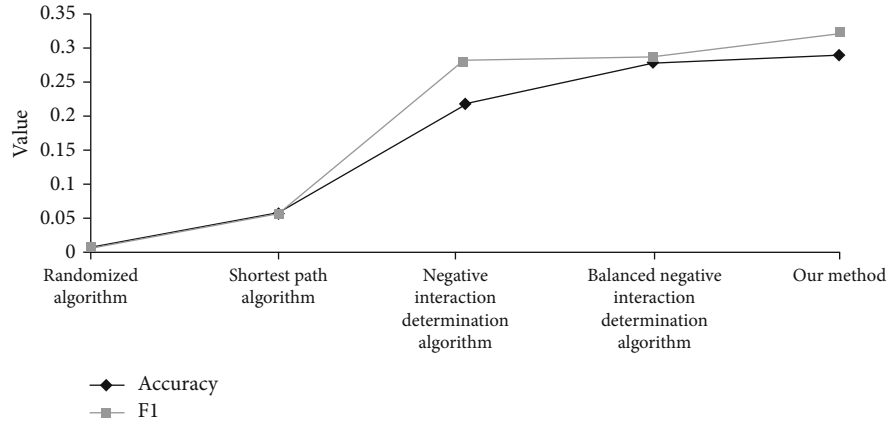 0.35
0.3
0.25
0.2
0.15
0.1
0.05
0
Value
Randomized
algorithm
Shortest path
algorithm
Negative
interaction
determination
algorithm
Balanced negative
interaction
determination
algorithm
Our method
Accuracy
F1